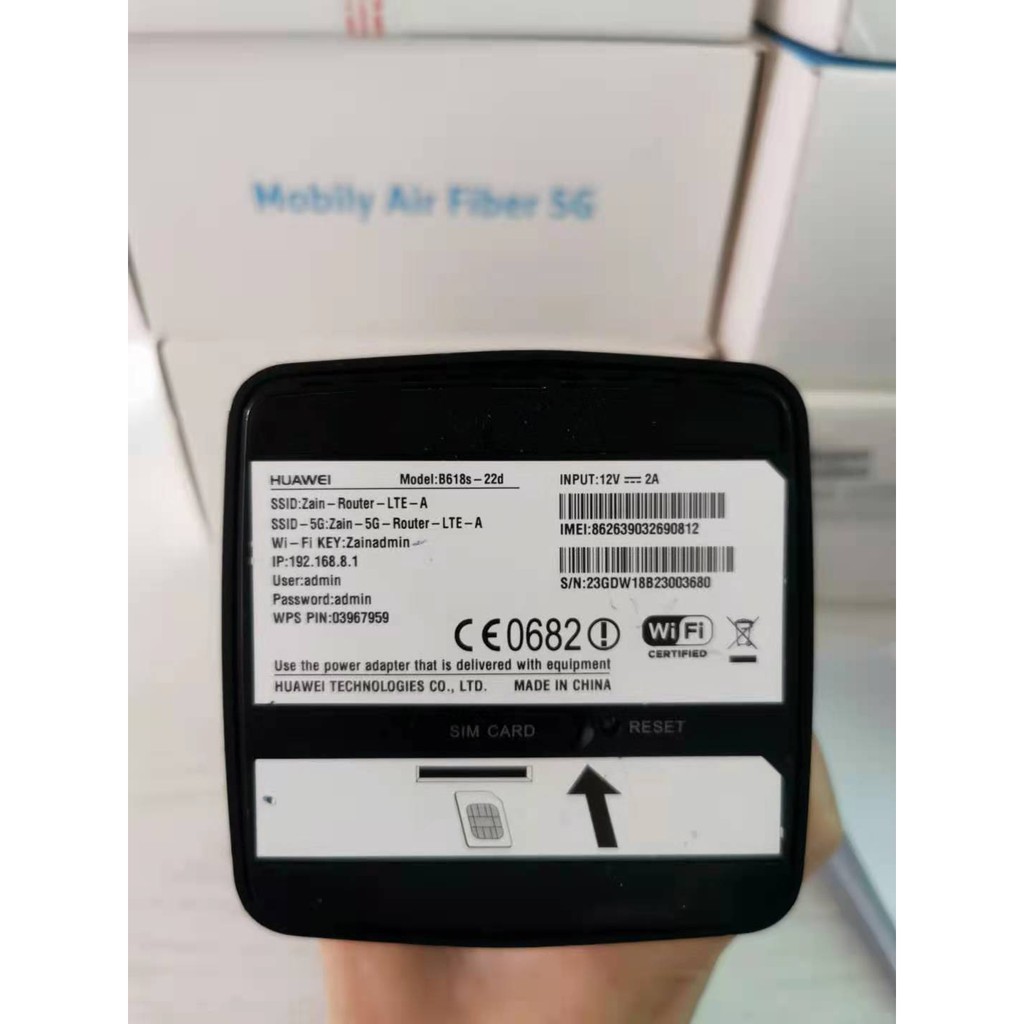 Mobily Air Fiber 5G
HUAWEI Model:B618s-22d
SSID:Zain-Router-LTE-A
SSID-5G:Zain-5G-Router-LTE-A
Wi-Fi KEY:Zainadmin
IP:192.168.8.1
User:admin
Password:admin
WPS PIN:03967959
INPUT:12V ⎓ 2A
IMEI:862639032690812
S/N:23GDW18B23003680
CE0682
Wi Fi
CERTIFIED
Use the power adapter that is delivered with equipment
HUAWEI TECHNOLOGIES CO., LTD. MADE IN CHINA
SIM CARD RESET